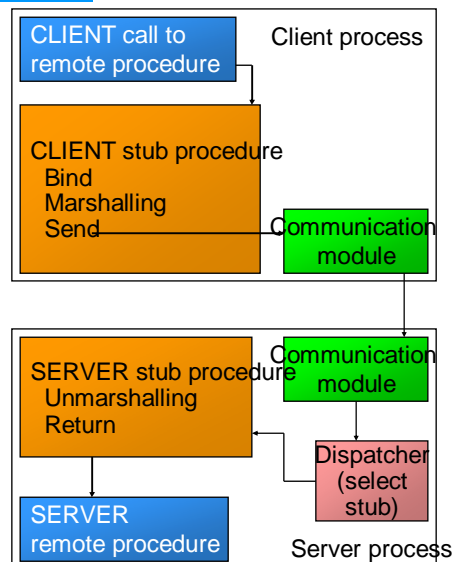 CLIENT call to
remote procedure
Client process
CLIENT stub procedure
Bind
Marshalling
Send
Communication
module
SERVER stub procedure
Unmarshalling
Return
Communication
module
Dispatcher
(select
stub)
SERVER
remote procedure
Server process